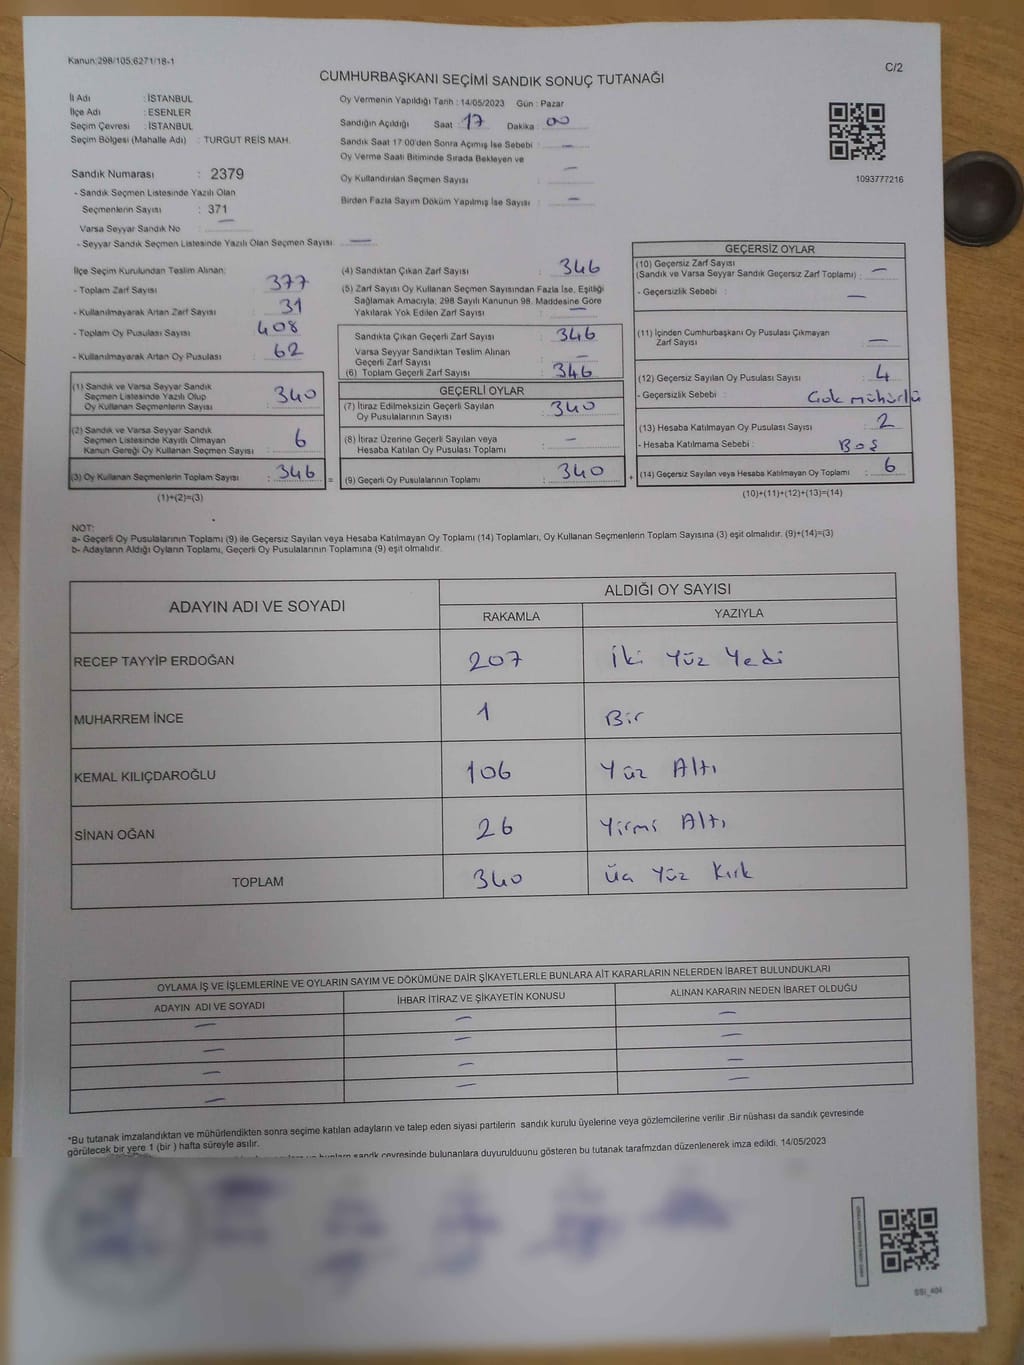 Kanun:298/105,6271/18-1
C/2
CUMHURBAŞKANI SEÇİMİ SANDIK SONUÇ TUTANAĞI
İl Adı : İSTANBUL
İlçe Adı : ESENLER
Seçim Çevresi : İSTANBUL
Seçim Bölgesi (Mahalle Adı) : TURGUT REİS MAH.
Sandık Numarası : 2379
- Sandık Seçmen Listesinde Yazılı Olan
Seçmenlerin Sayısı : 371
Varsa Seyyar Sandık No —
- Seyyar Sandık Seçmen Listesinde Yazılı Olan Seçmen Sayısı : —
Oy Vermenin Yapıldığı Tarih : 14/05/2023 Gün : Pazar
Sandığın Açıldığı Saat : 17 Dakika : 00
Sandık Saat 17:00'den Sonra Açımış İse Sebebi : —
Oy Verme Saati Bitiminde Sırada Bekleyen ve
Oy Kullandırılan Seçmen Sayısı : —
Birden Fazla Sayım Döküm Yapılmış İse Sayısı : —
1093777216
İlçe Seçim Kurulundan Teslim Alınan:
- Toplam Zarf Sayısı : 377
- Kullanılmayarak Artan Zarf Sayısı : 31
- Toplam Oy Pusulası Sayısı : 408
- Kullanılmayarak Artan Oy Pusulası : 62
(1) Sandık ve Varsa Seyyar Sandık
Seçmen Listesinde Yazılı Olup
Oy Kullanan Seçmenlerin Sayısı : 340
(2) Sandık ve Varsa Seyyar Sandık
Seçmen Listesinde Kayıtlı Olmayan
Kanun Gereği Oy Kullanan Seçmen Sayısı : 6
(3) Oy Kullanan Seçmenlerin Toplam Sayısı : 346
(1)+(2)=(3)
(4) Sandıktan Çıkan Zarf Sayısı : 346
(5) Zarf Sayısı Oy Kullanan Seçmen Sayısından Fazla İse, Eşitliği
Sağlamak Amacıyla; 298 Sayılı Kanunun 98. Maddesine Göre
Yakılarak Yok Edilen Zarf Sayısı : —
Sandıkta Çıkan Geçerli Zarf Sayısı : 346
Varsa Seyyar Sandıktan Teslim Alınan
Geçerli Zarf Sayısı : —
(6) Toplam Geçerli Zarf Sayısı : 346
GEÇERLİ OYLAR
(7) İtiraz Edilmeksizin Geçerli Sayılan
Oy Pusulalarının Sayısı : 340
(8) İtiraz Üzerine Geçerli Sayılan veya
Hesaba Katılan Oy Pusulası Toplamı : —
= (9) Geçerli Oy Pusulalarının Toplamı : 340
GEÇERSİZ OYLAR
(10) Geçersiz Zarf Sayısı
(Sandık ve Varsa Seyyar Sandık Geçersiz Zarf Toplamı) : —
- Geçersizlik Sebebi : —
(11) İçinden Cumhurbaşkanı Oy Pusulası Çıkmayan
Zarf Sayısı : —
(12) Geçersiz Sayılan Oy Pusulası Sayısı : 4
- Geçersizlik Sebebi : Çok mühürlü
(13) Hesaba Katılmayan Oy Pusulası Sayısı : 2
- Hesaba Katılmama Sebebi : Boş
+ (14) Geçersiz Sayılan veya Hesaba Katılmayan Oy Toplamı : 6
(10)+(11)+(12)+(13)=(14)
NOT:
a- Geçerli Oy Pusulalarının Toplamı (9) ile Geçersiz Sayılan veya Hesaba Katılmayan Oy Toplamı (14) Toplamları, Oy Kullanan Seçmenlerin Toplam Sayısına (3) eşit olmalıdır. (9)+(14)=(3)
b- Adayların Aldığı Oyların Toplamı, Geçerli Oy Pusulalarının Toplamına (9) eşit olmalıdır.
ADAYIN ADI VE SOYADI ALDIĞI OY SAYISI
RAKAMLA YAZIYLA
RECEP TAYYİP ERDOĞAN 207 İki Yüz Yedi
MUHARREM İNCE 1 Bir
KEMAL KILIÇDAROĞLU 106 Yüz Altı
SİNAN OĞAN 26 Yirmi Altı
TOPLAM 340 Üç Yüz Kırk
OYLAMA İŞ VE İŞLEMLERİNE VE OYLARIN SAYIM VE DÖKÜMÜNE DAİR ŞİKAYETLERLE BUNLARA AİT KARARLARIN NELERDEN İBARET BULUNDUKLARI
ADAYIN ADI VE SOYADI İHBAR İTİRAZ VE ŞİKAYETİN KONUSU ALINAN KARARIN NEDEN İBARET OLDUĞU
— — —
— — —
— — —
— — —
*Bu tutanak imzalandıktan ve mühürlendikten sonra seçime katılan adayların ve talep eden siyasi partilerin sandık kurulu üyelerine veya gözlemcilerine verilir .Bir nüshası da sandık çevresinde
görülecek bir yere 1 (bir ) hafta süreyle asılır.
sandk çevresinde bulunanlara duyurulduunu gösteren bu tutanak tarafmzdan düzenlenerek imza edildi. 14/05/2023
SSİ_404